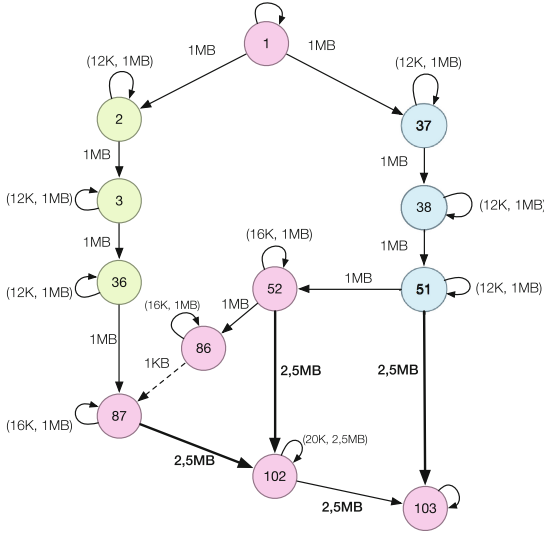 1
1MB
1MB
(12K, 1MB)
(12K, 1MB)
2
37
1MB
1MB
(12K, 1MB)
3
38
(12K, 1MB)
1MB
1MB
(16K, 1MB)
(12K, 1MB)
36
52
1MB
51
(12K, 1MB)
(16K, 1MB)
1MB
1MB
86
1KB
2,5MB
2,5MB
(16K, 1MB)
87
2,5MB
(20K, 2,5MB)
102
2,5MB
103